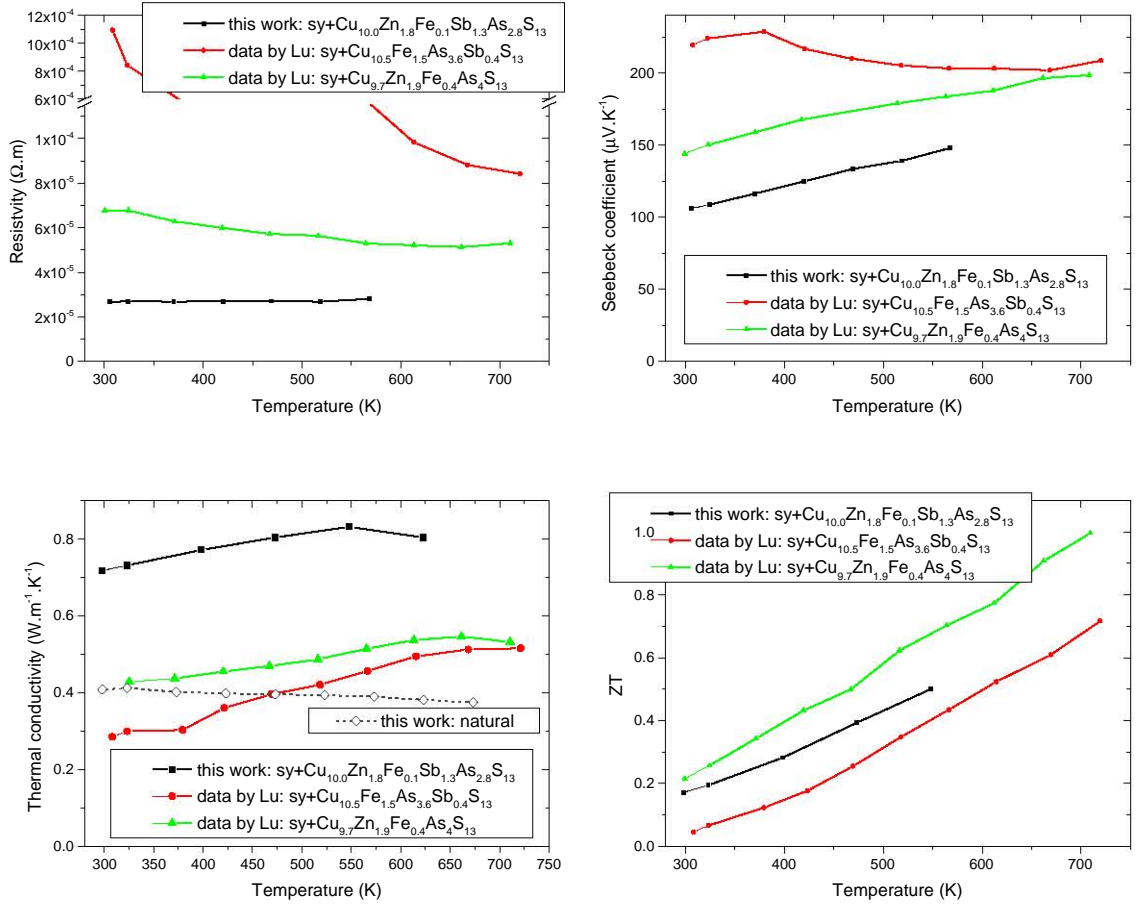 12x10⁻⁴
10x10⁻⁴
8x10⁻⁴
6x10⁻⁴
1x10⁻⁴
8x10⁻⁵
6x10⁻⁵
4x10⁻⁵
2x10⁻⁵
0
Resistvity (Ω.m)
this work: sy+Cu₁₀.₀Zn₁.₈Fe₀.₁Sb₁.₃As₂.₈S₁₃
data by Lu: sy+Cu₁₀.₅Fe₁.₅As₃.₆Sb₀.₄S₁₃
data by Lu: sy+Cu₉.₇Zn₁.₉Fe₀.₄As₄S₁₃
300 400 500 600 700
Temperature (K)
200
150
100
50
0
Seebeck coefficient (µV.K⁻¹)
this work: sy+Cu₁₀.₀Zn₁.₈Fe₀.₁Sb₁.₃As₂.₈S₁₃
data by Lu: sy+Cu₁₀.₅Fe₁.₅As₃.₆Sb₀.₄S₁₃
data by Lu: sy+Cu₉.₇Zn₁.₉Fe₀.₄As₄S₁₃
300 400 500 600 700
Temperature (K)
0.8
0.6
0.4
0.2
0.0
Thermal conductivity (W.m⁻¹.K⁻¹)
this work: natural
this work: sy+Cu₁₀.₀Zn₁.₈Fe₀.₁Sb₁.₃As₂.₈S₁₃
data by Lu: sy+Cu₁₀.₅Fe₁.₅As₃.₆Sb₀.₄S₁₃
data by Lu: sy+Cu₉.₇Zn₁.₉Fe₀.₄As₄S₁₃
300 350 400 450 500 550 600 650 700 750
Temperature (K)
this work: sy+Cu₁₀.₀Zn₁.₈Fe₀.₁Sb₁.₃As₂.₈S₁₃
data by Lu: sy+Cu₁₀.₅Fe₁.₅As₃.₆Sb₀.₄S₁₃
data by Lu: sy+Cu₉.₇Zn₁.₉Fe₀.₄As₄S₁₃
1.0
0.8
0.6
0.4
0.2
0.0
ZT
300 400 500 600 700
Temperature (K)